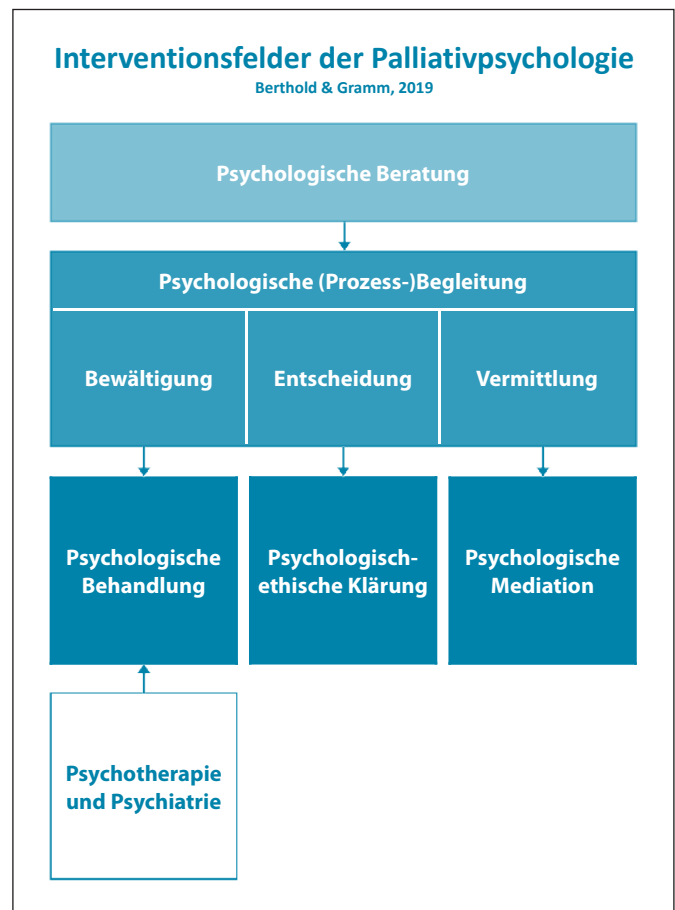 Interventionsfelder der Palliativpsychologie
Berthold & Gramm, 2019
Psychologische Beratung
Psychologische (Prozess-)Begleitung
Bewältigung
Entscheidung
Vermittlung
Psychologische
Behandlung
Psychologisch-
ethische Klärung
Psychologische
Mediation
Psychotherapie
und Psychiatrie